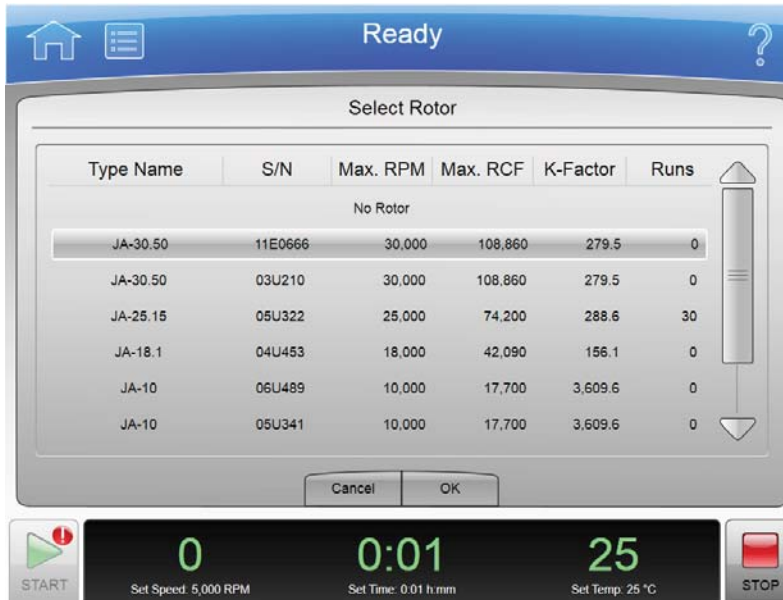 Ready
?
Select Rotor
Type Name S/N Max. RPM Max. RCF K-Factor Runs
No Rotor
JA-30.50 11E0666 30,000 108,860 279.5 0
JA-30.50 03U210 30,000 108,860 279.5 0
JA-25.15 05U322 25,000 74,200 288.6 30
JA-18.1 04U453 18,000 42,090 156.1 0
JA-10 06U489 10,000 17,700 3,609.6 0
JA-10 05U341 10,000 17,700 3,609.6 0
Cancel OK
! 0 0:01 25
START Set Speed: 5,000 RPM Set Time: 0:01 h:mm Set Temp: 25 °C STOP